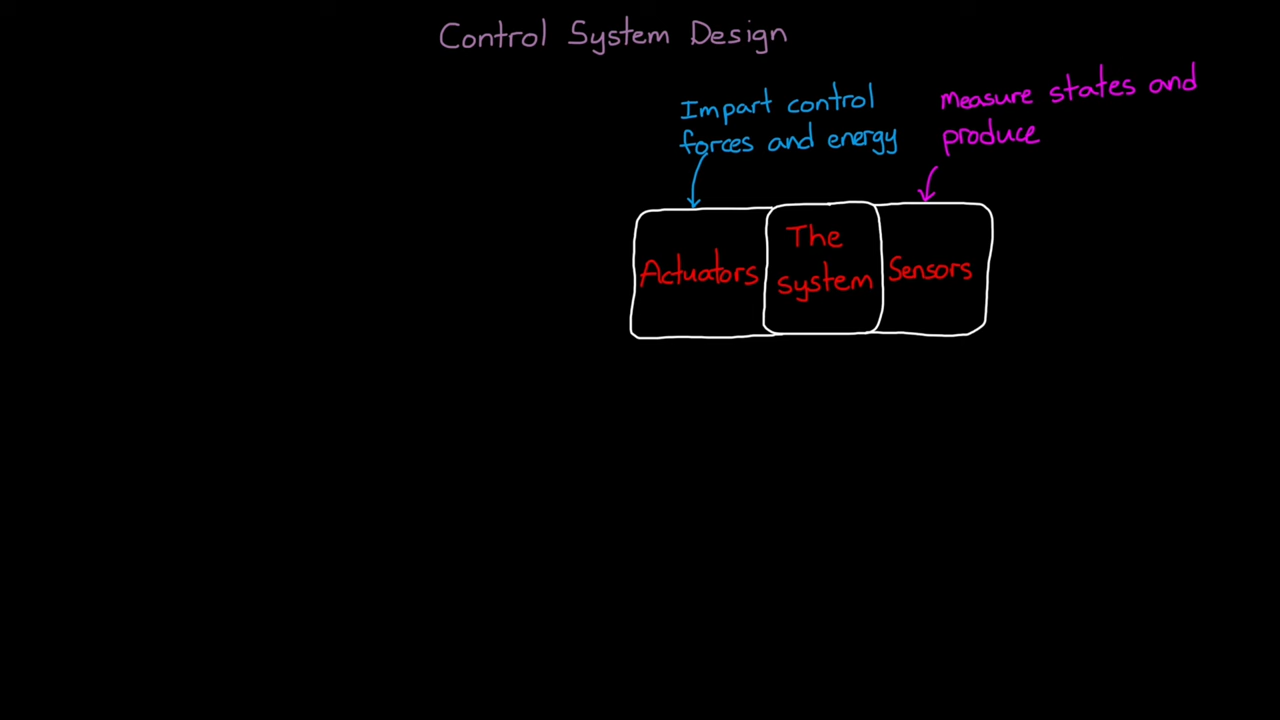 Control System Design
Impart control
forces and energy
measure states and
produce
Actuators
The
system
Sensors